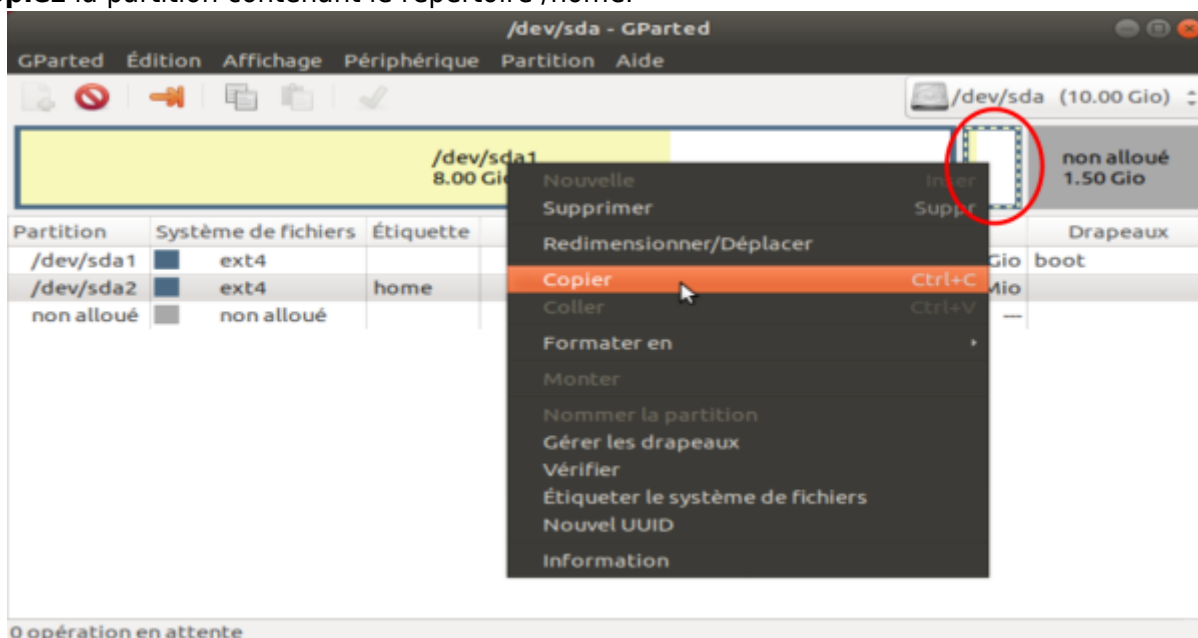 la partition contenant le répertoire /home.
/dev/sda - GParted
GParted Édition Affichage Périphérique Partition Aide
/dev/sda (10.00 Gio)
/dev/sda1
8.00
non alloué
1.50 Gio
Partition Système de fichiers Étiquette Drapeaux
/dev/sda1 ext4 Gio boot
/dev/sda2 ext4 home Mio
non alloué non alloué ---
Nouvelle Inser
Supprimer Suppr
Redimensionner/Déplacer
Copier Ctrl+C
Coller Ctrl+V
Formater en
Monter
Nommer la partition
Gérer les drapeaux
Vérifier
Étiqueter le système de fichiers
Nouvel UUID
Information
0 opération en attente